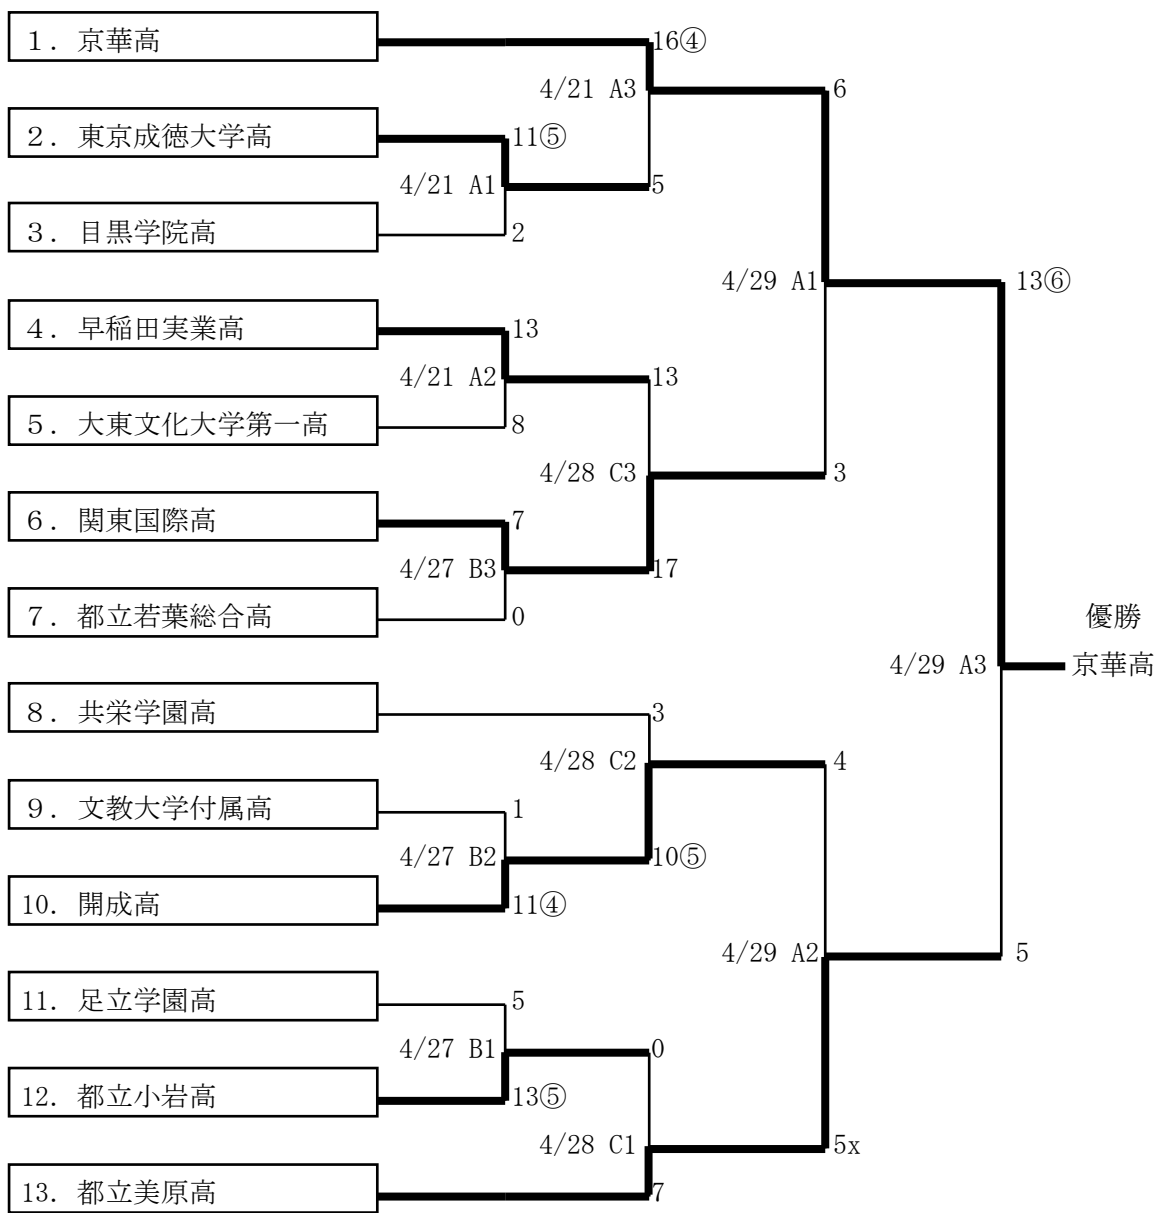 １．京華高
16④
4/21 A3
6
２．東京成徳大学高
11⑤
4/21 A1
5
３．目黒学院高
2
4/29 A1
13⑥
４．早稲田実業高
13
4/21 A2
13
５．大東文化大学第一高
8
4/28 C3
3
６．関東国際高
7
4/27 B3
17
７．都立若葉総合高
0
優勝
4/29 A3
京華高
８．共栄学園高
3
4/28 C2
4
９．文教大学付属高
1
4/27 B2
10⑤
10．開成高
11④
4/29 A2
5
11．足立学園高
5
4/27 B1
0
12．都立小岩高
13⑤
4/28 C1
5x
13．都立美原高
7